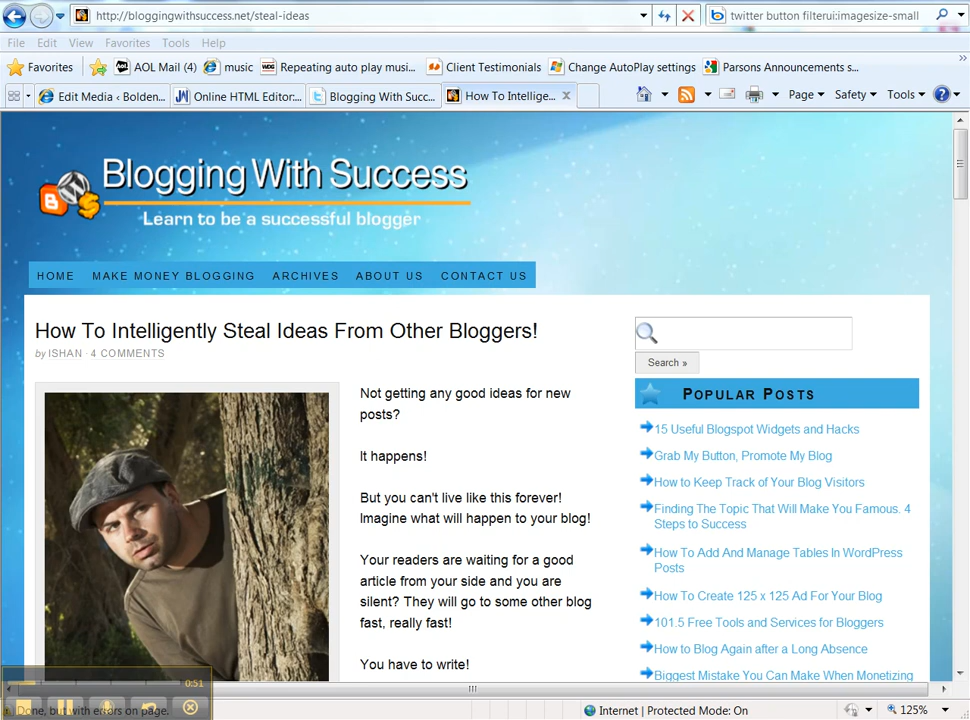 http://bloggingwithsuccess.net/steal-ideas
twitter button filterui:imagesize-small
File Edit View Favorites Tools Help
Favorites AOL Mail (4) music Repeating auto play musi... Client Testimonials Change AutoPlay settings Parsons Announcements s...
Edit Media ‹ Bolden... Online HTML Editor:... Blogging With Succ... How To Intellige... Page Safety Tools
Blogging With Success
Learn to be a successful blogger
HOME MAKE MONEY BLOGGING ARCHIVES ABOUT US CONTACT US
How To Intelligently Steal Ideas From Other Bloggers!
by ISHAN · 4 COMMENTS
Not getting any good ideas for new
posts?
It happens!
But you can't live like this forever!
Imagine what will happen to your blog!
Your readers are waiting for a good
article from your side and you are
silent? They will go to some other blog
fast, really fast!
You have to write!
Search »
Popular Posts
15 Useful Blogspot Widgets and Hacks
Grab My Button, Promote My Blog
How to Keep Track of Your Blog Visitors
Finding The Topic That Will Make You Famous. 4
Steps to Success
How To Add And Manage Tables In WordPress
Posts
How To Create 125 x 125 Ad For Your Blog
101.5 Free Tools and Services for Bloggers
How to Blog Again after a Long Absence
Biggest Mistake You Can Make When Monetizing
0:51
Done, but with errors on page.
Internet | Protected Mode: On
125%